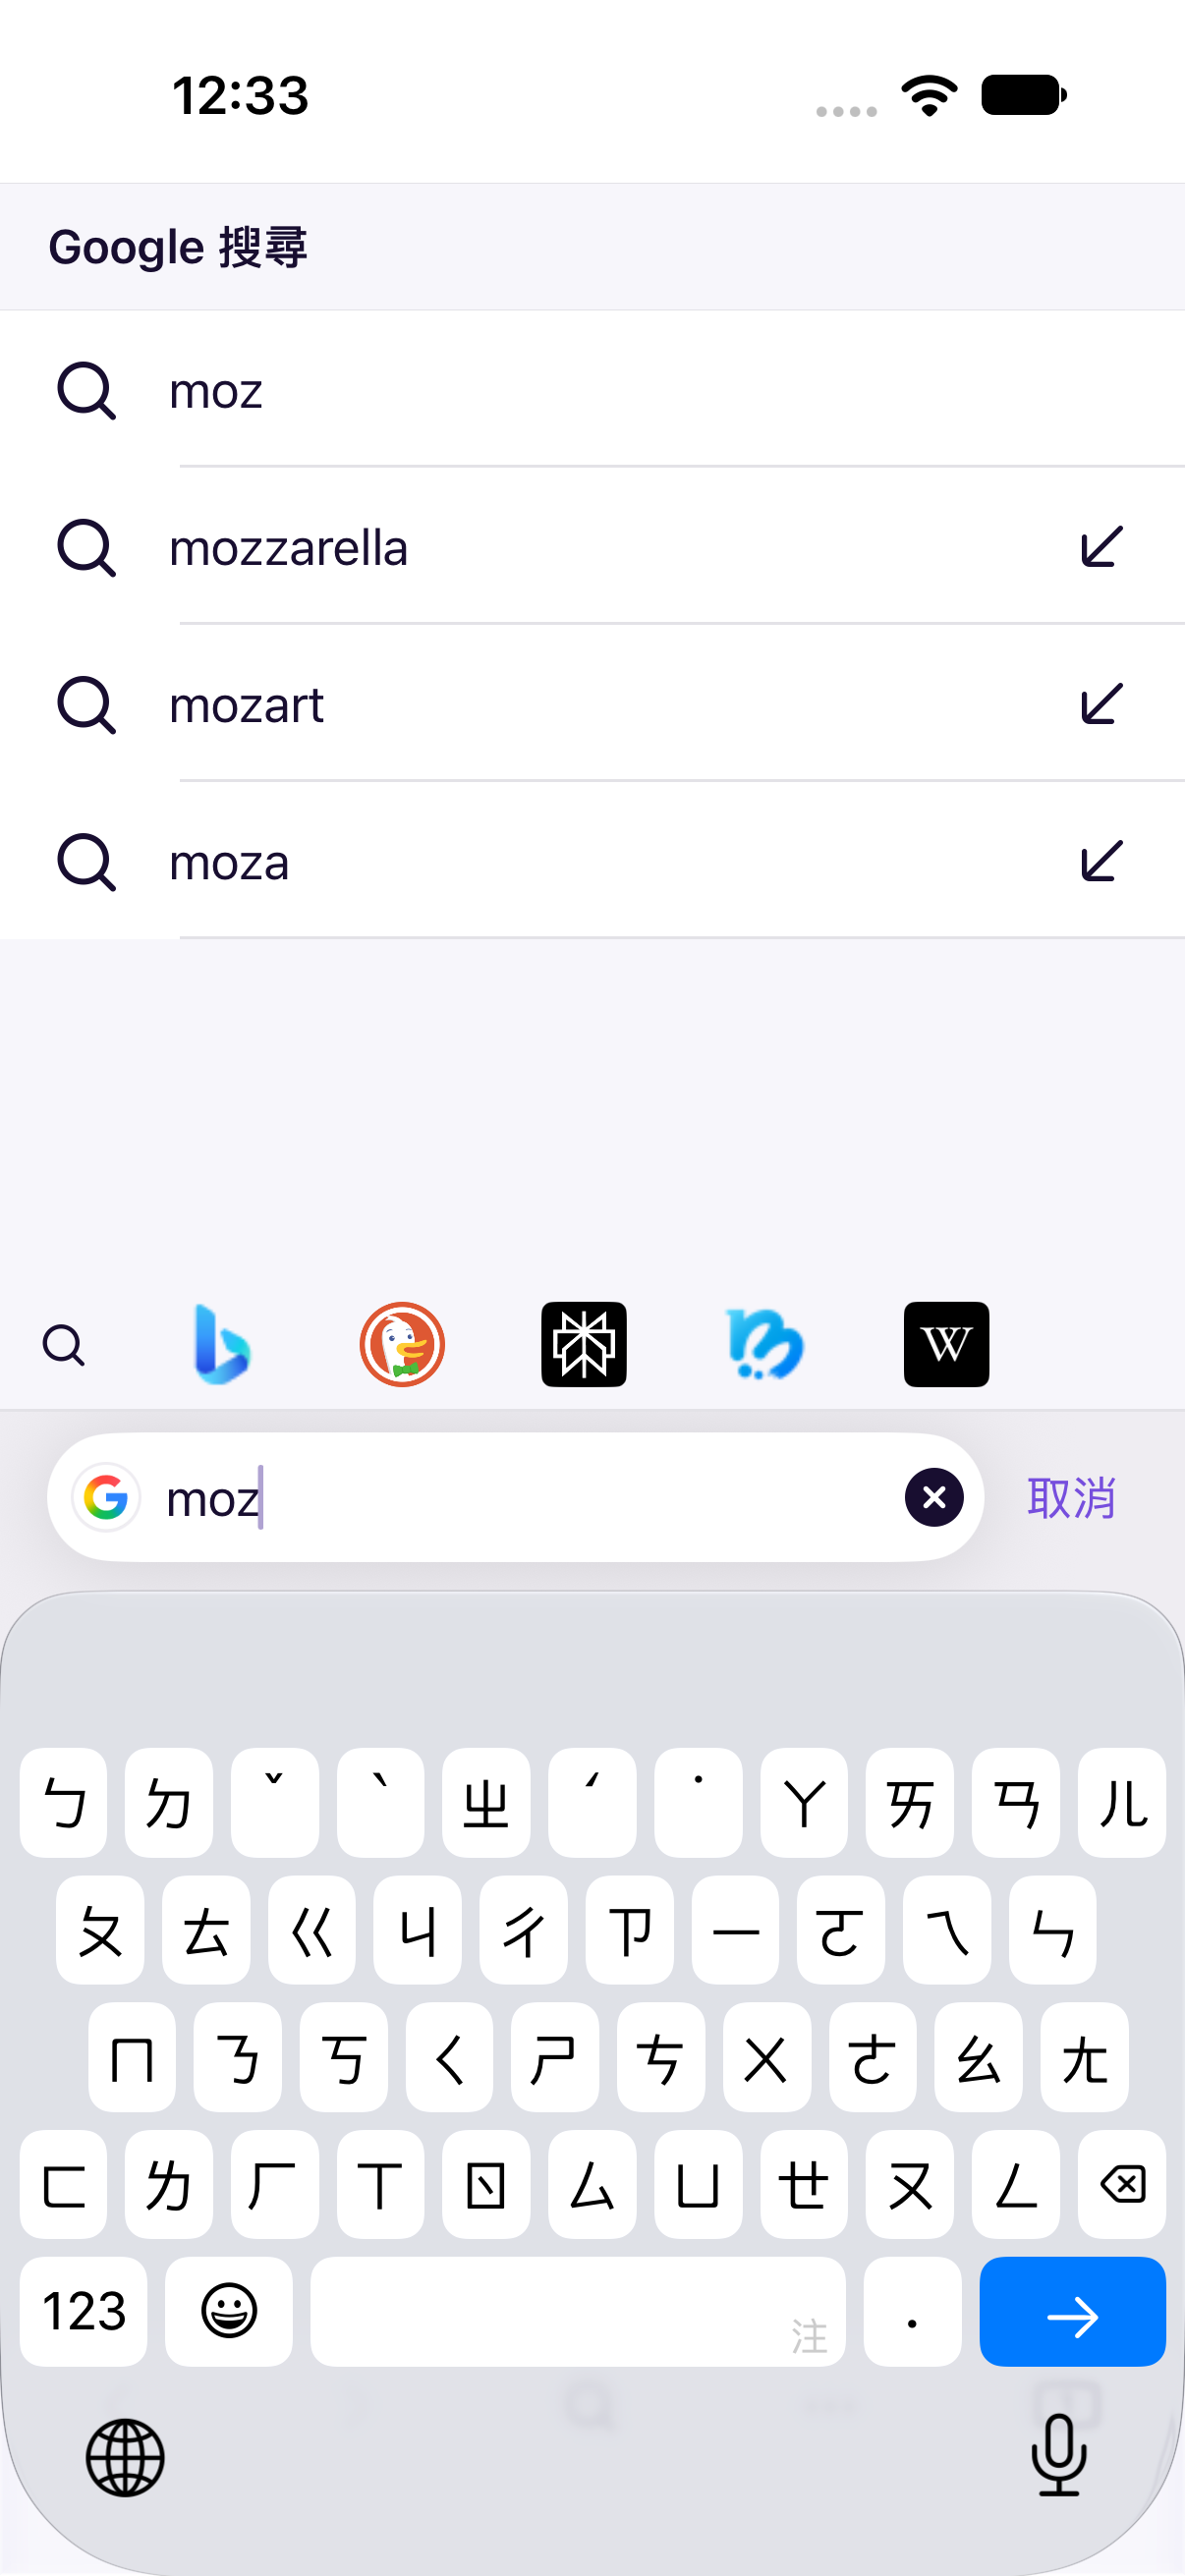 12:33
Google 搜尋
moz
mozzarella
mozart
moza
W
moz 取消
ㄅ ㄉ ˇ ˋ ㄓ ˊ ˙ ㄚ ㄞ ㄢ ㄦ
ㄆ ㄊ ㄍ ㄐ ㄔ ㄗ ㄧ ㄛ ㄟ ㄣ
ㄇ ㄋ ㄎ ㄑ ㄕ ㄘ ㄨ ㄜ ㄠ ㄤ
ㄈ ㄌ ㄏ ㄒ ㄖ ㄙ ㄩ ㄝ ㄡ ㄥ
123 注 .